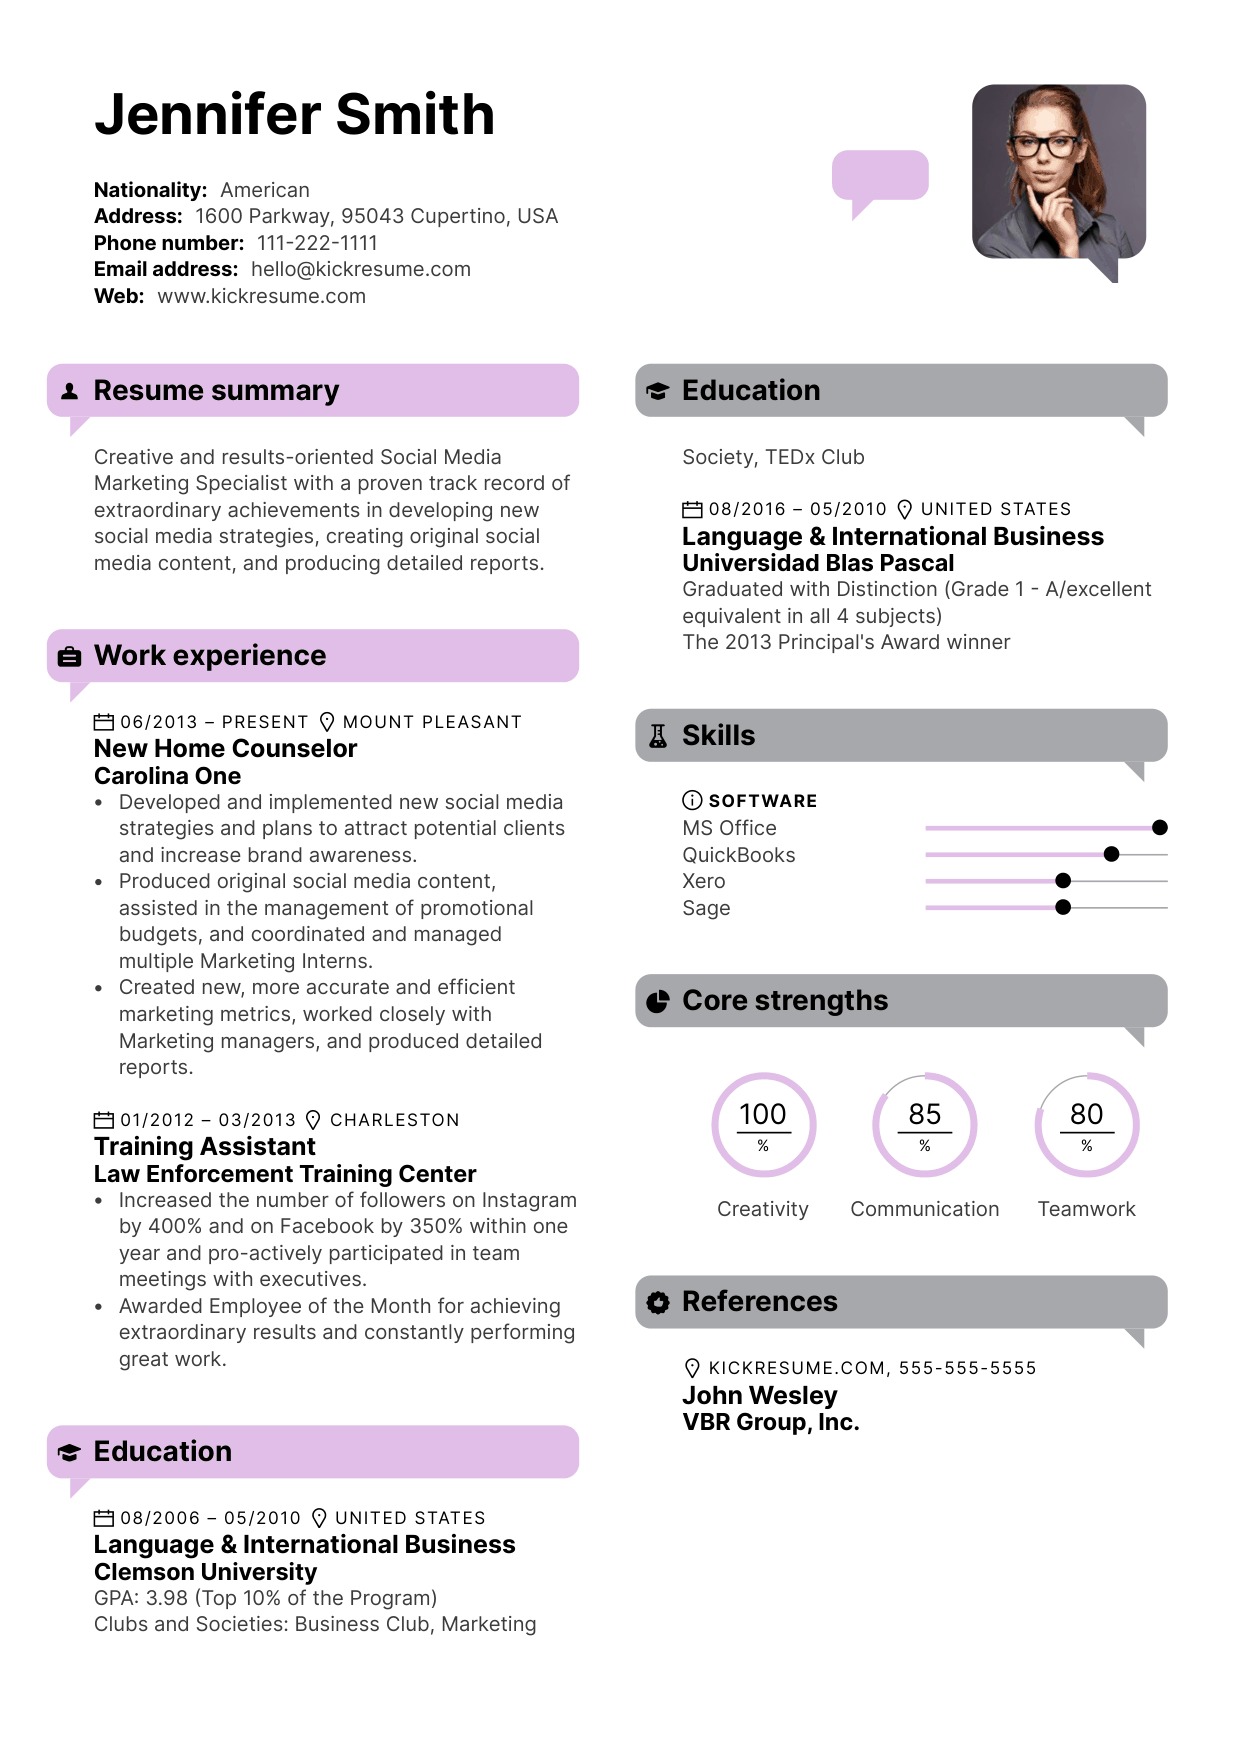 Jennifer Smith
Nationality: American
Address: 1600 Parkway, 95043 Cupertino, USA
Phone number: 111-222-1111
Email address: hello@kickresume.com
Web: www.kickresume.com
Resume summary
Creative and results-oriented Social Media
Marketing Specialist with a proven track record of
extraordinary achievements in developing new
social media strategies, creating original social
media content, and producing detailed reports.
Work experience
06/2013 – PRESENT MOUNT PLEASANT
New Home Counselor
Carolina One
• Developed and implemented new social media
strategies and plans to attract potential clients
and increase brand awareness.
• Produced original social media content,
assisted in the management of promotional
budgets, and coordinated and managed
multiple Marketing Interns.
• Created new, more accurate and efficient
marketing metrics, worked closely with
Marketing managers, and produced detailed
reports.
01/2012 – 03/2013 CHARLESTON
Training Assistant
Law Enforcement Training Center
• Increased the number of followers on Instagram
by 400% and on Facebook by 350% within one
year and pro-actively participated in team
meetings with executives.
• Awarded Employee of the Month for achieving
extraordinary results and constantly performing
great work.
Education
08/2006 – 05/2010 UNITED STATES
Language & International Business
Clemson University
GPA: 3.98 (Top 10% of the Program)
Clubs and Societies: Business Club, Marketing
Education
Society, TEDx Club
08/2016 – 05/2010 UNITED STATES
Language & International Business
Universidad Blas Pascal
Graduated with Distinction (Grade 1 - A/excellent
equivalent in all 4 subjects)
The 2013 Principal's Award winner
Skills
SOFTWARE
MS Office
QuickBooks
Xero
Sage
Core strengths
100 85 80
% % %
Creativity Communication Teamwork
References
KICKRESUME.COM, 555-555-5555
John Wesley
VBR Group, Inc.